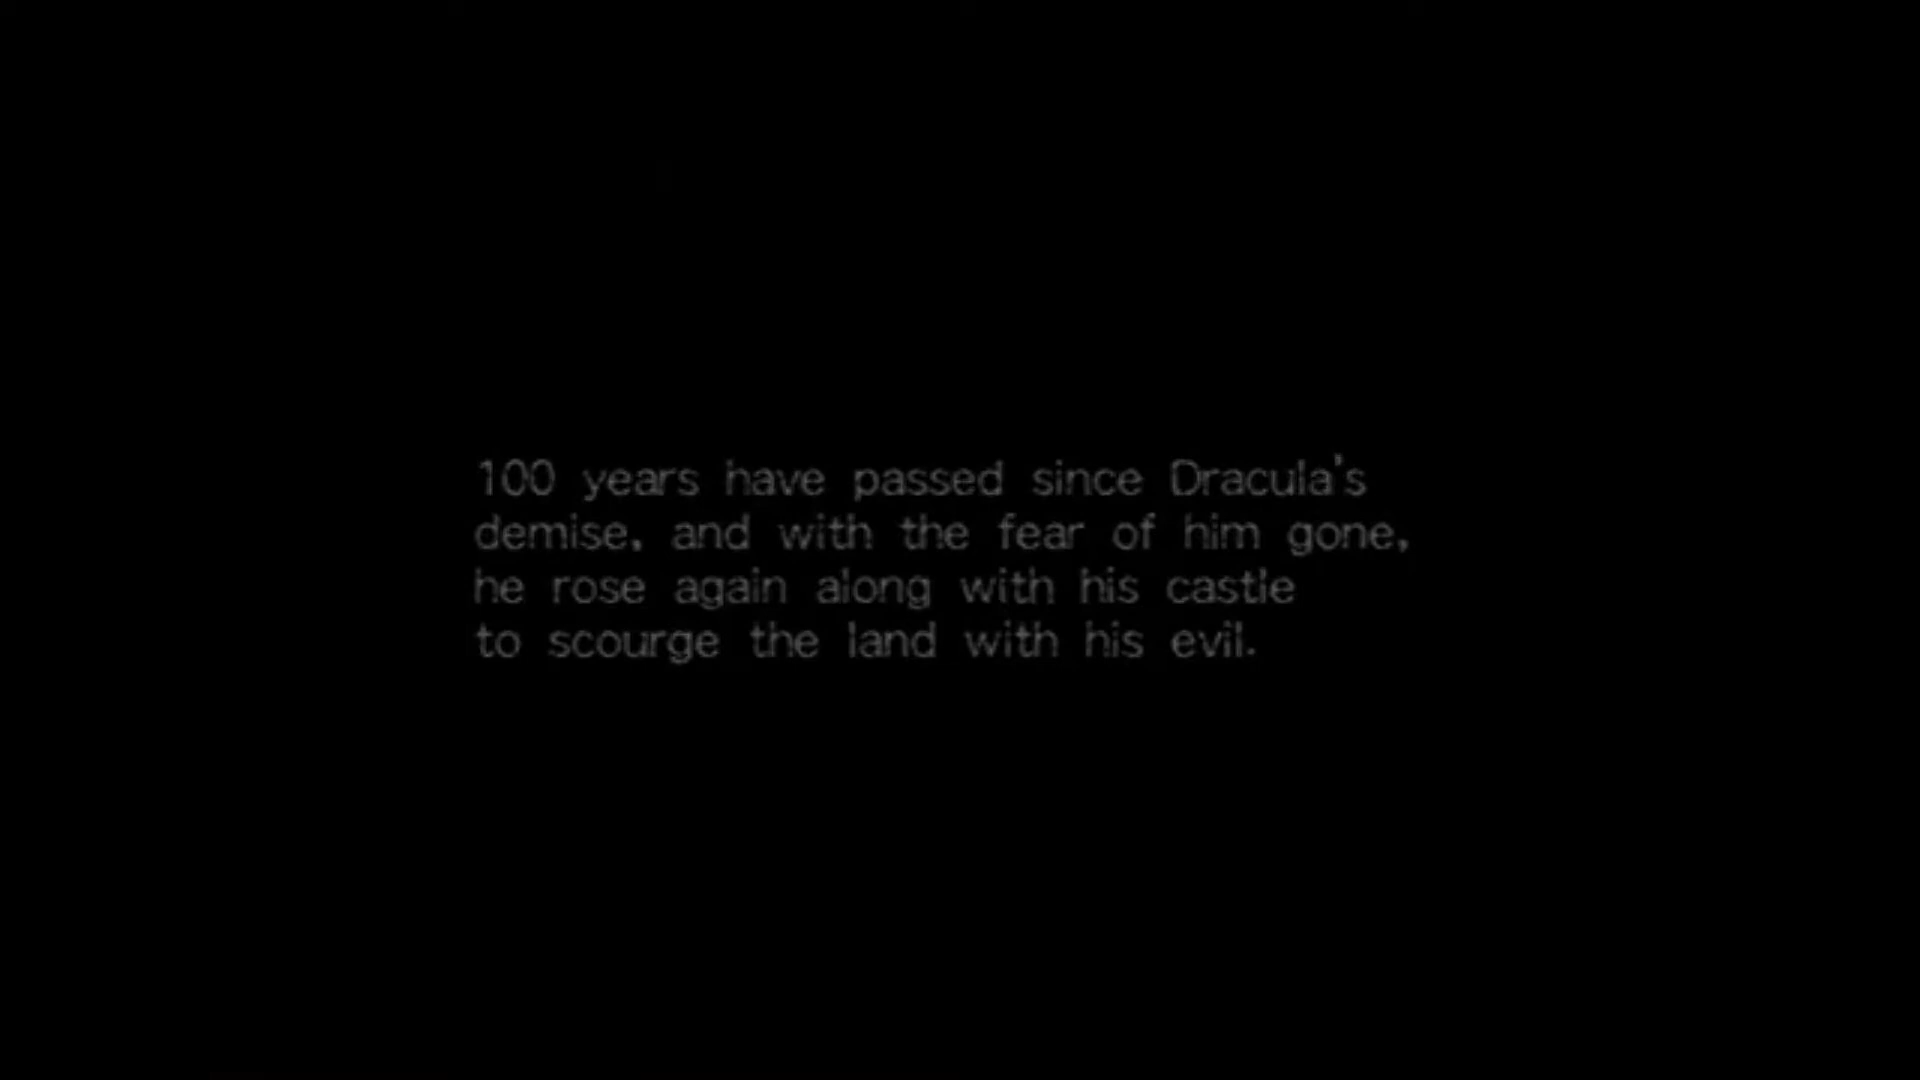 100 years have passed since Dracula's
demise, and with the fear of him gone,
he rose again along with his castle
to scourge the land with his evil.